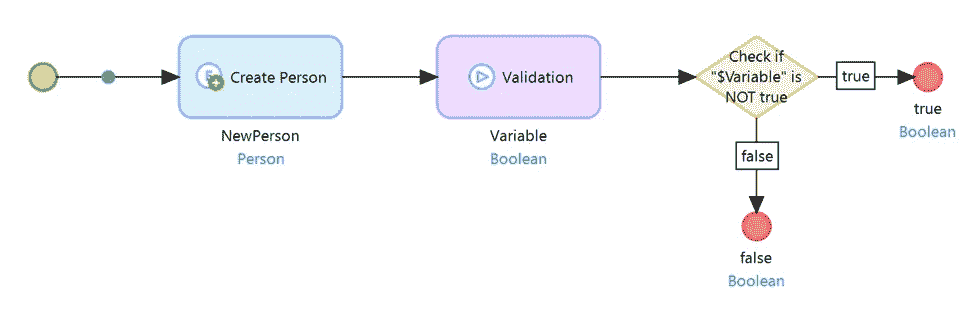 Create Person
NewPerson
Person
Validation
Variable
Boolean
Check if
"$Variable" is
NOT true
true
true
Boolean
false
false
Boolean